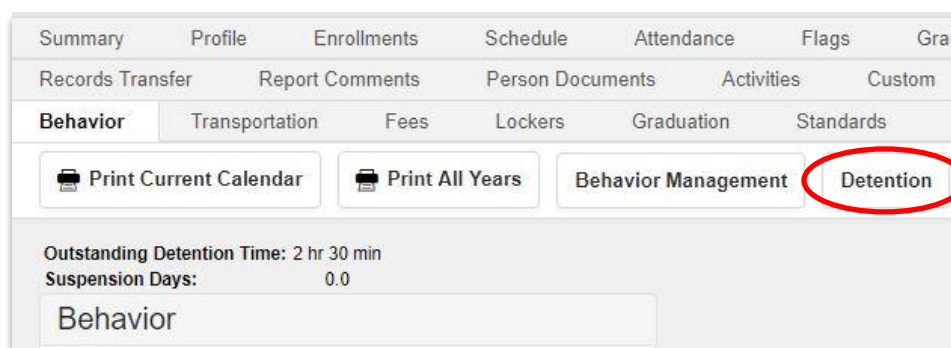 Summary Profile Enrollments Schedule Attendance Flags Gra
Records Transfer Report Comments Person Documents Activities Custom
Behavior Transportation Fees Lockers Graduation Standards
Print Current Calendar Print All Years Behavior Management Detention
Outstanding Detention Time: 2 hr 30 min
Suspension Days: 0.0
Behavior